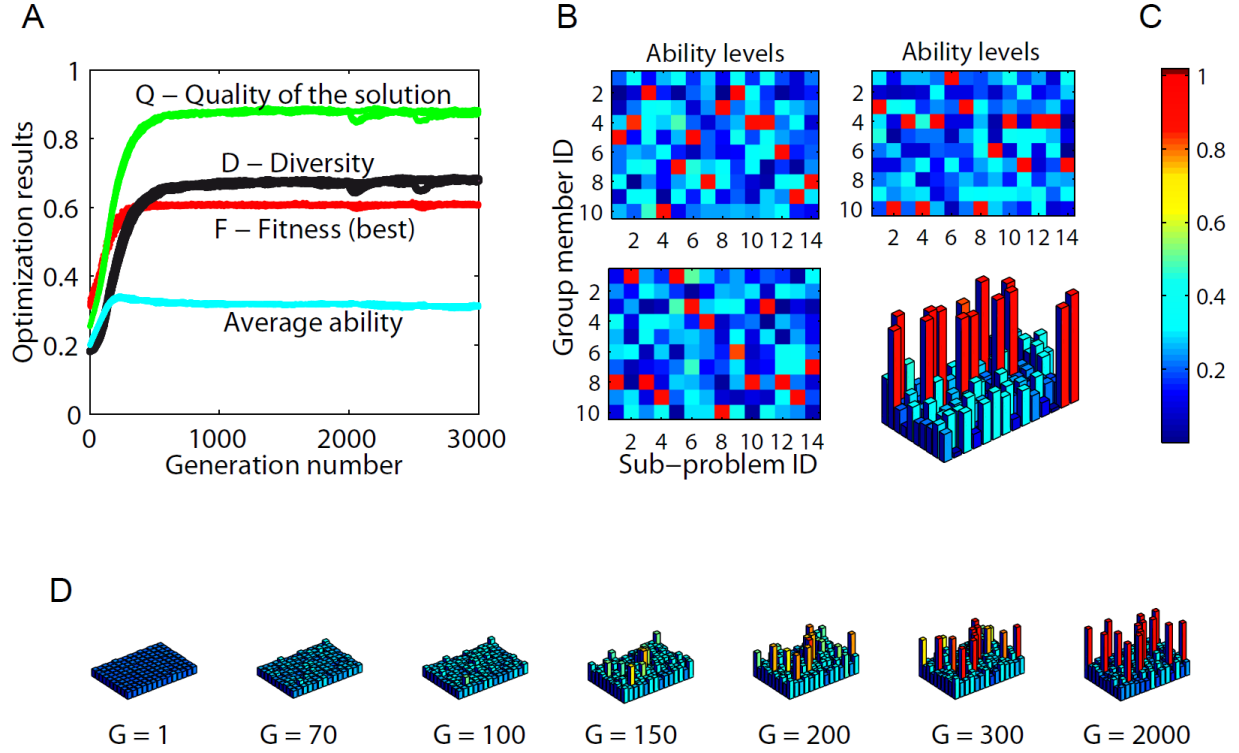 A
B
C
Optimization results
1
0.8
0.6
0.4
0.2
0
Q – Quality of the solution
D – Diversity
F – Fitness (best)
Average ability
0 1000 2000 3000
Generation number
Ability levels
Ability levels
Group member ID
2
4
6
8
10
2 4 6 8 10 12 14
2
4
6
8
10
2 4 6 8 10 12 14
2
4
6
8
10
2 4 6 8 10 12 14
Sub–problem ID
1
0.8
0.6
0.4
0.2
D
G = 1 G = 70 G = 100 G = 150 G = 200 G = 300 G = 2000